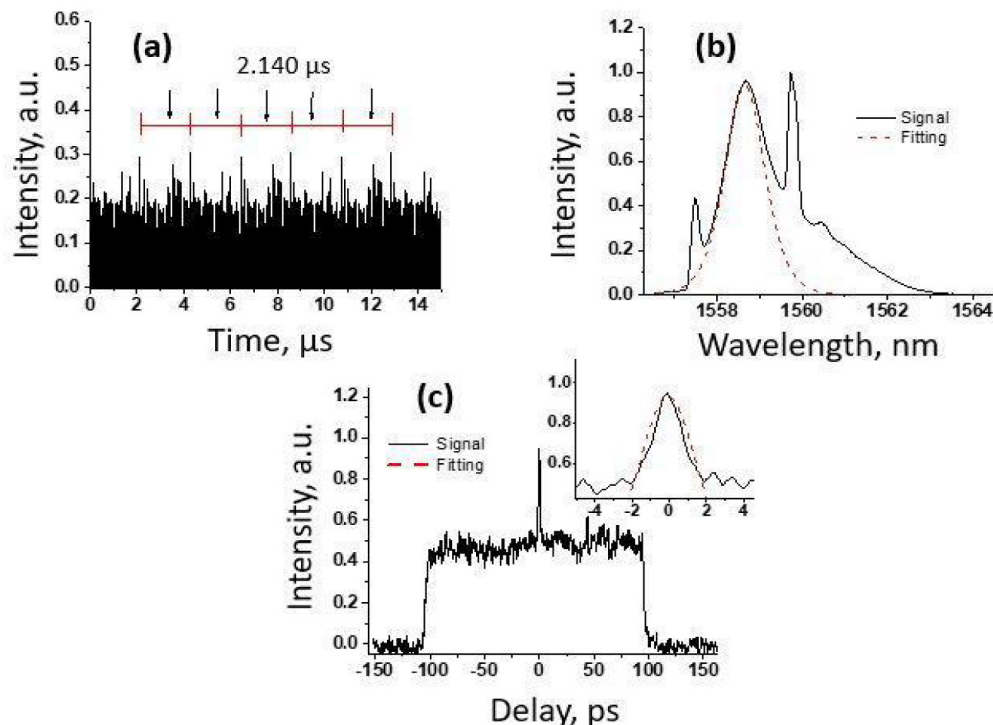 (a)
2.140 µs
Intensity, a.u.
0.6
0.5
0.4
0.3
0.2
0.1
0.0
0 2 4 6 8 10 12 14
Time, µs
(b)
Signal
Fitting
Intensity, a.u.
1.2
1.0
0.8
0.6
0.4
0.2
0.0
1558 1560 1562 1564
Wavelength, nm
(c)
Signal
Fitting
Intensity, a.u.
1.2
1.0
0.8
0.6
0.4
0.2
0.0
-150 -100 -50 0 50 100 150
Delay, ps
1.0
0.8
0.6
-4 -2 0 2 4